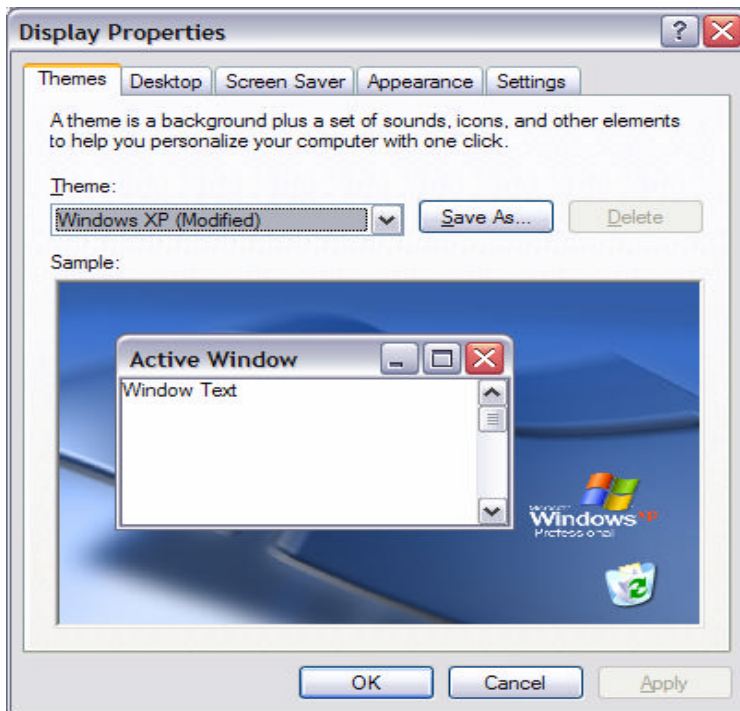 Display Properties
?
Themes Desktop Screen Saver Appearance Settings
A theme is a background plus a set of sounds, icons, and other elements
to help you personalize your computer with one click.
Theme:
Windows XP (Modified) Save As... Delete
Sample:
Active Window
Window Text
Microsoft
Windows xp
Professional
OK Cancel Apply